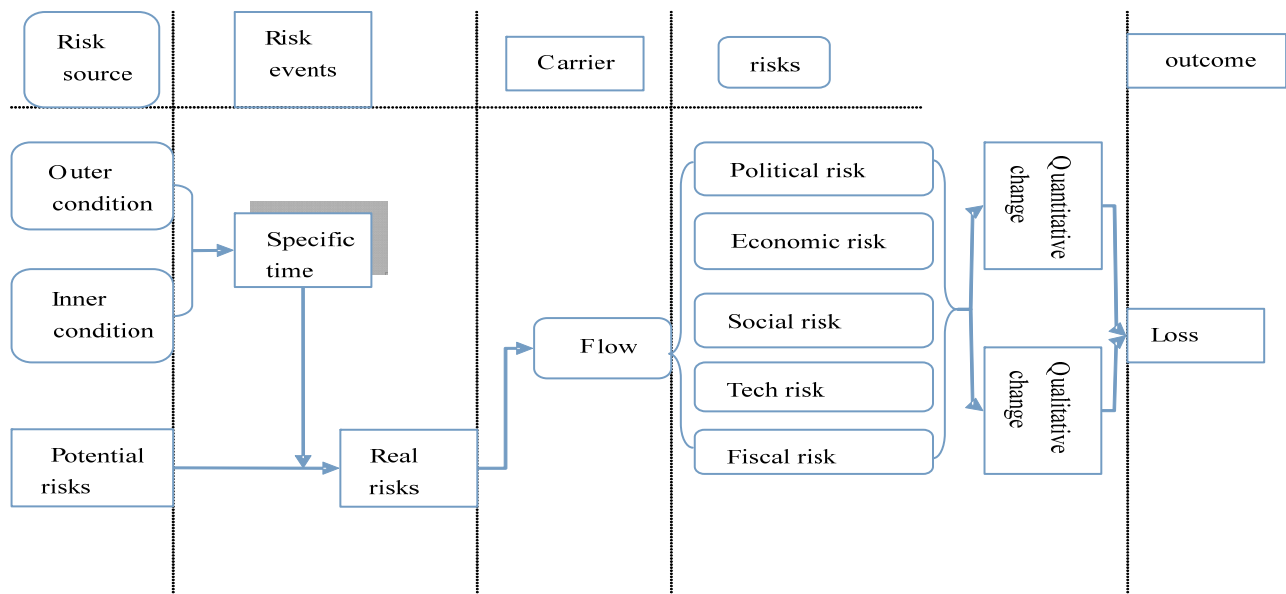 Risk
source
Risk
events
Carrier
risks
outcome
Outer
condition
Inner
condition
Potential
risks
Specific
time
Real
risks
Flow
Political risk
Economic risk
Social risk
Tech risk
Fiscal risk
Quantitative
change
Qualitative
change
Loss